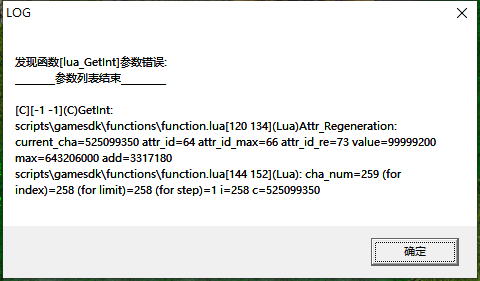 LOG
发现函数[lua_GetInt]参数错误:
________参数列表结束_________
[C][-1 -1](C)GetInt:
scripts\gamesdk\functions\function.lua[120 134](Lua)Attr_Regeneration:
current_cha=525099350 attr_id=64 attr_id_max=66 attr_id_re=73 value=99999200
max=643206000 add=3317180
scripts\gamesdk\functions\function.lua[144 152](Lua): cha_num=259 (for
index)=258 (for limit)=258 (for step)=1 i=258 c=525099350
确定